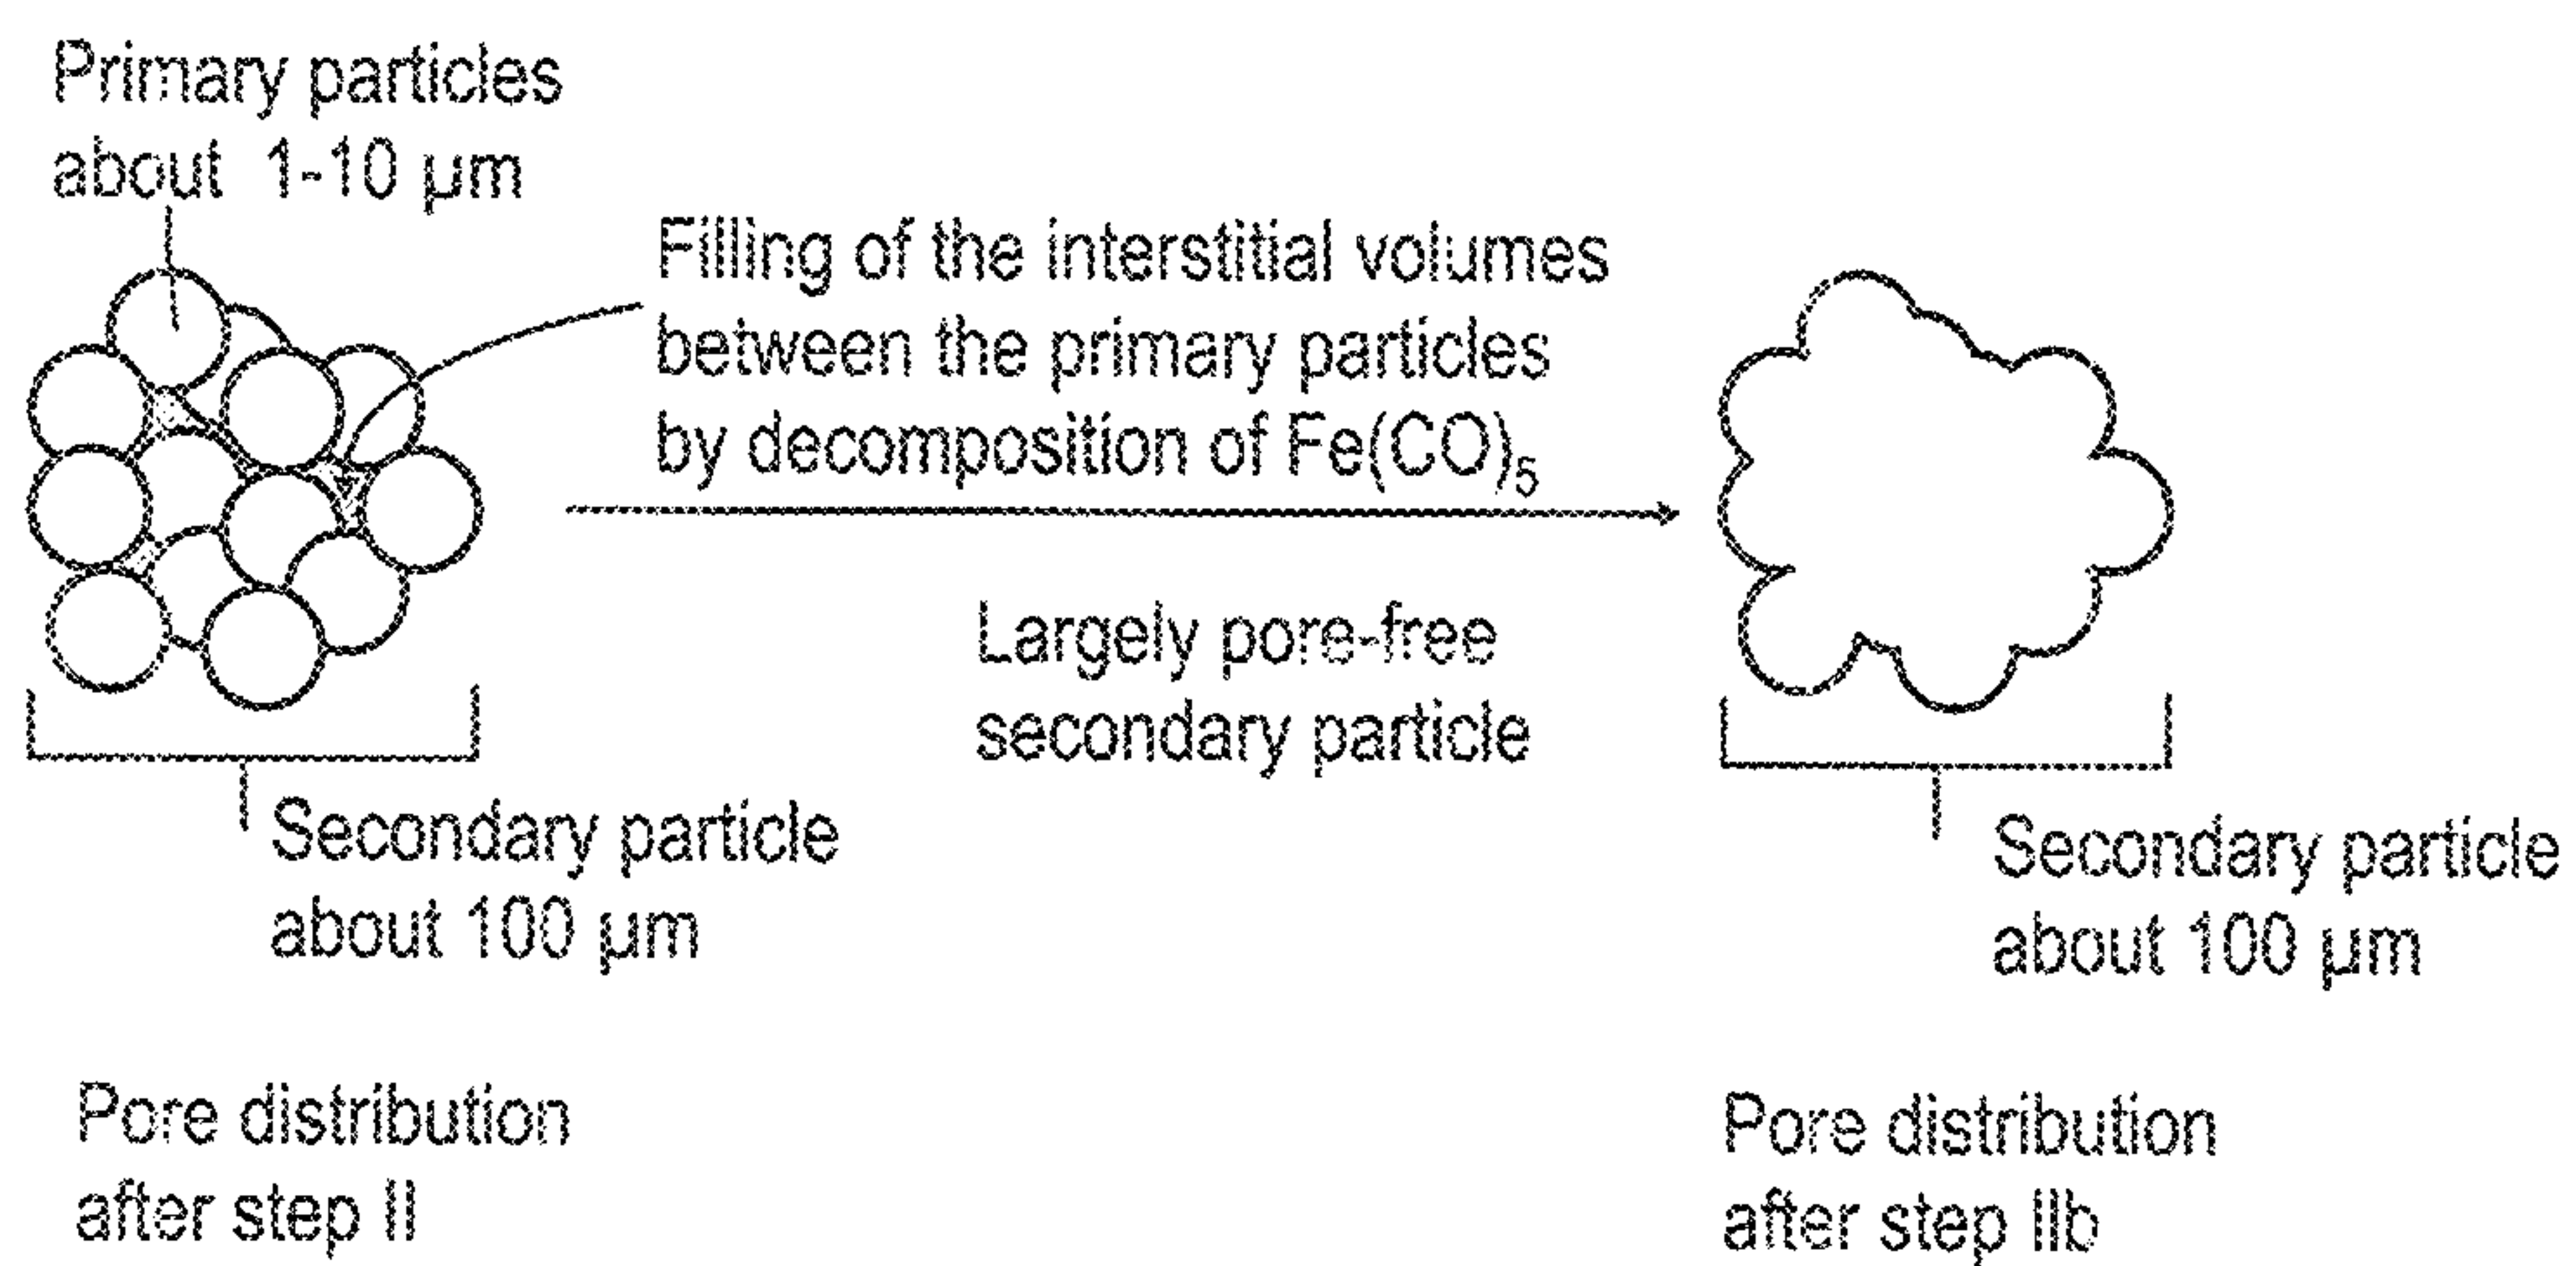 Primary particles
about 1-10 µm
Filling of the interstitial volumes
between the primary particles
by decomposition of Fe(CO)₅
Largely pore-free
secondary particle
Secondary particle
about 100 µm
Secondary particle
about 100 µm
Pore distribution
after step II
Pore distribution
after step IIb